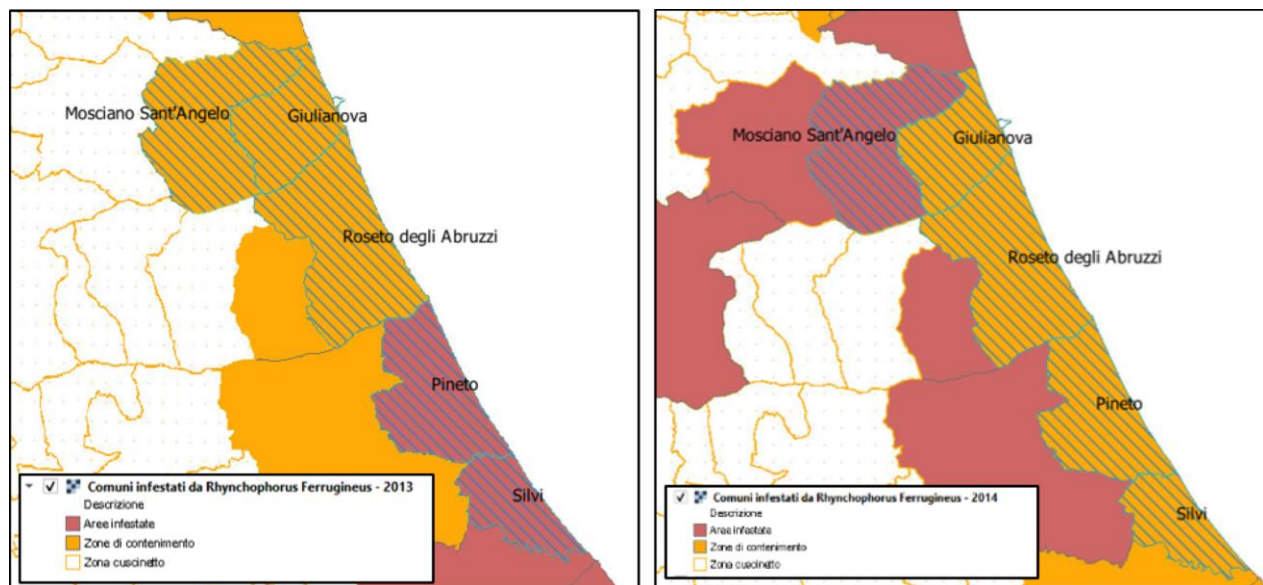 Mosciano Sant'Angelo
Giulianova
Roseto degli Abruzzi
Pineto
Silvi
Comuni infestati da Rhynchophorus Ferrugineus - 2013
Descrizione
Aree infestate
Zone di contenimento
Zona cuscinetto
Mosciano Sant'Angelo
Giulianova
Roseto degli Abruzzi
Pineto
Silvi
Comuni infestati da Rhynchophorus Ferrugineus - 2014
Descrizione
Aree infestate
Zone di contenimento
Zona cuscinetto